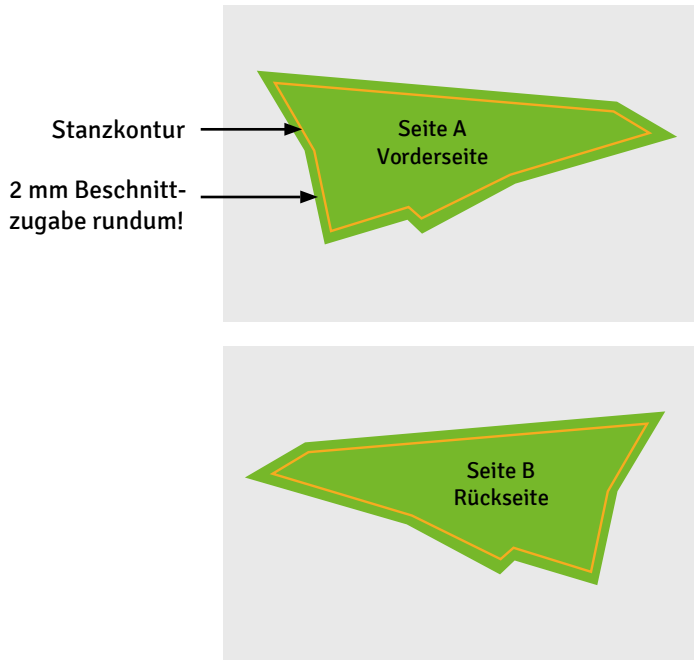 Stanzkontur
2 mm Beschnitt-
zugabe rundum!
Seite A
Vorderseite
Seite B
Rückseite